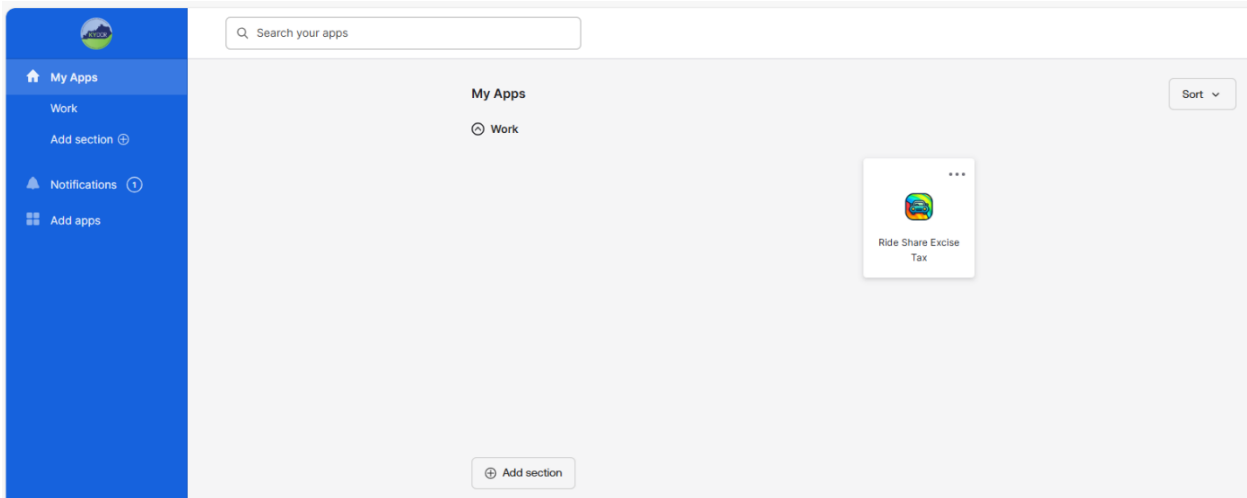 Search your apps
My Apps
Work
Add section
Notifications 1
Add apps
My Apps
Sort
Work
Ride Share Excise
Tax
Add section